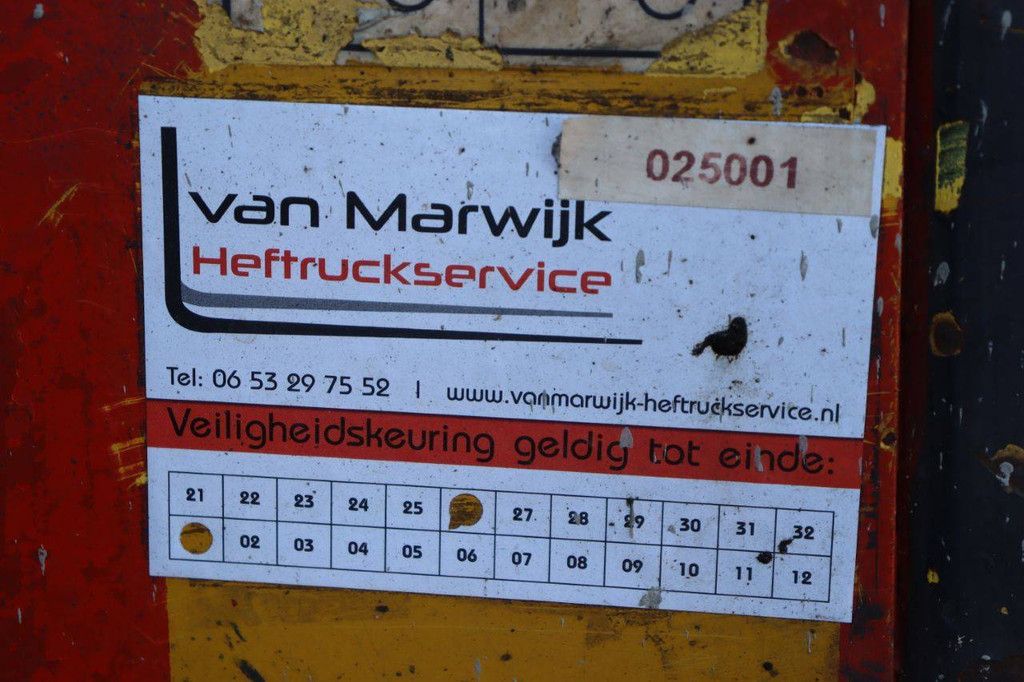 025001
van Marwijk
Heftruckservice
Tel: 06 53 29 75 52 | www.vanmarwijk-heftruckservice.nl
Veiligheidskeuring geldig tot einde:
21 22 23 24 25 27 28 29 30 31 32
02 03 04 05 06 07 08 09 10 11 12